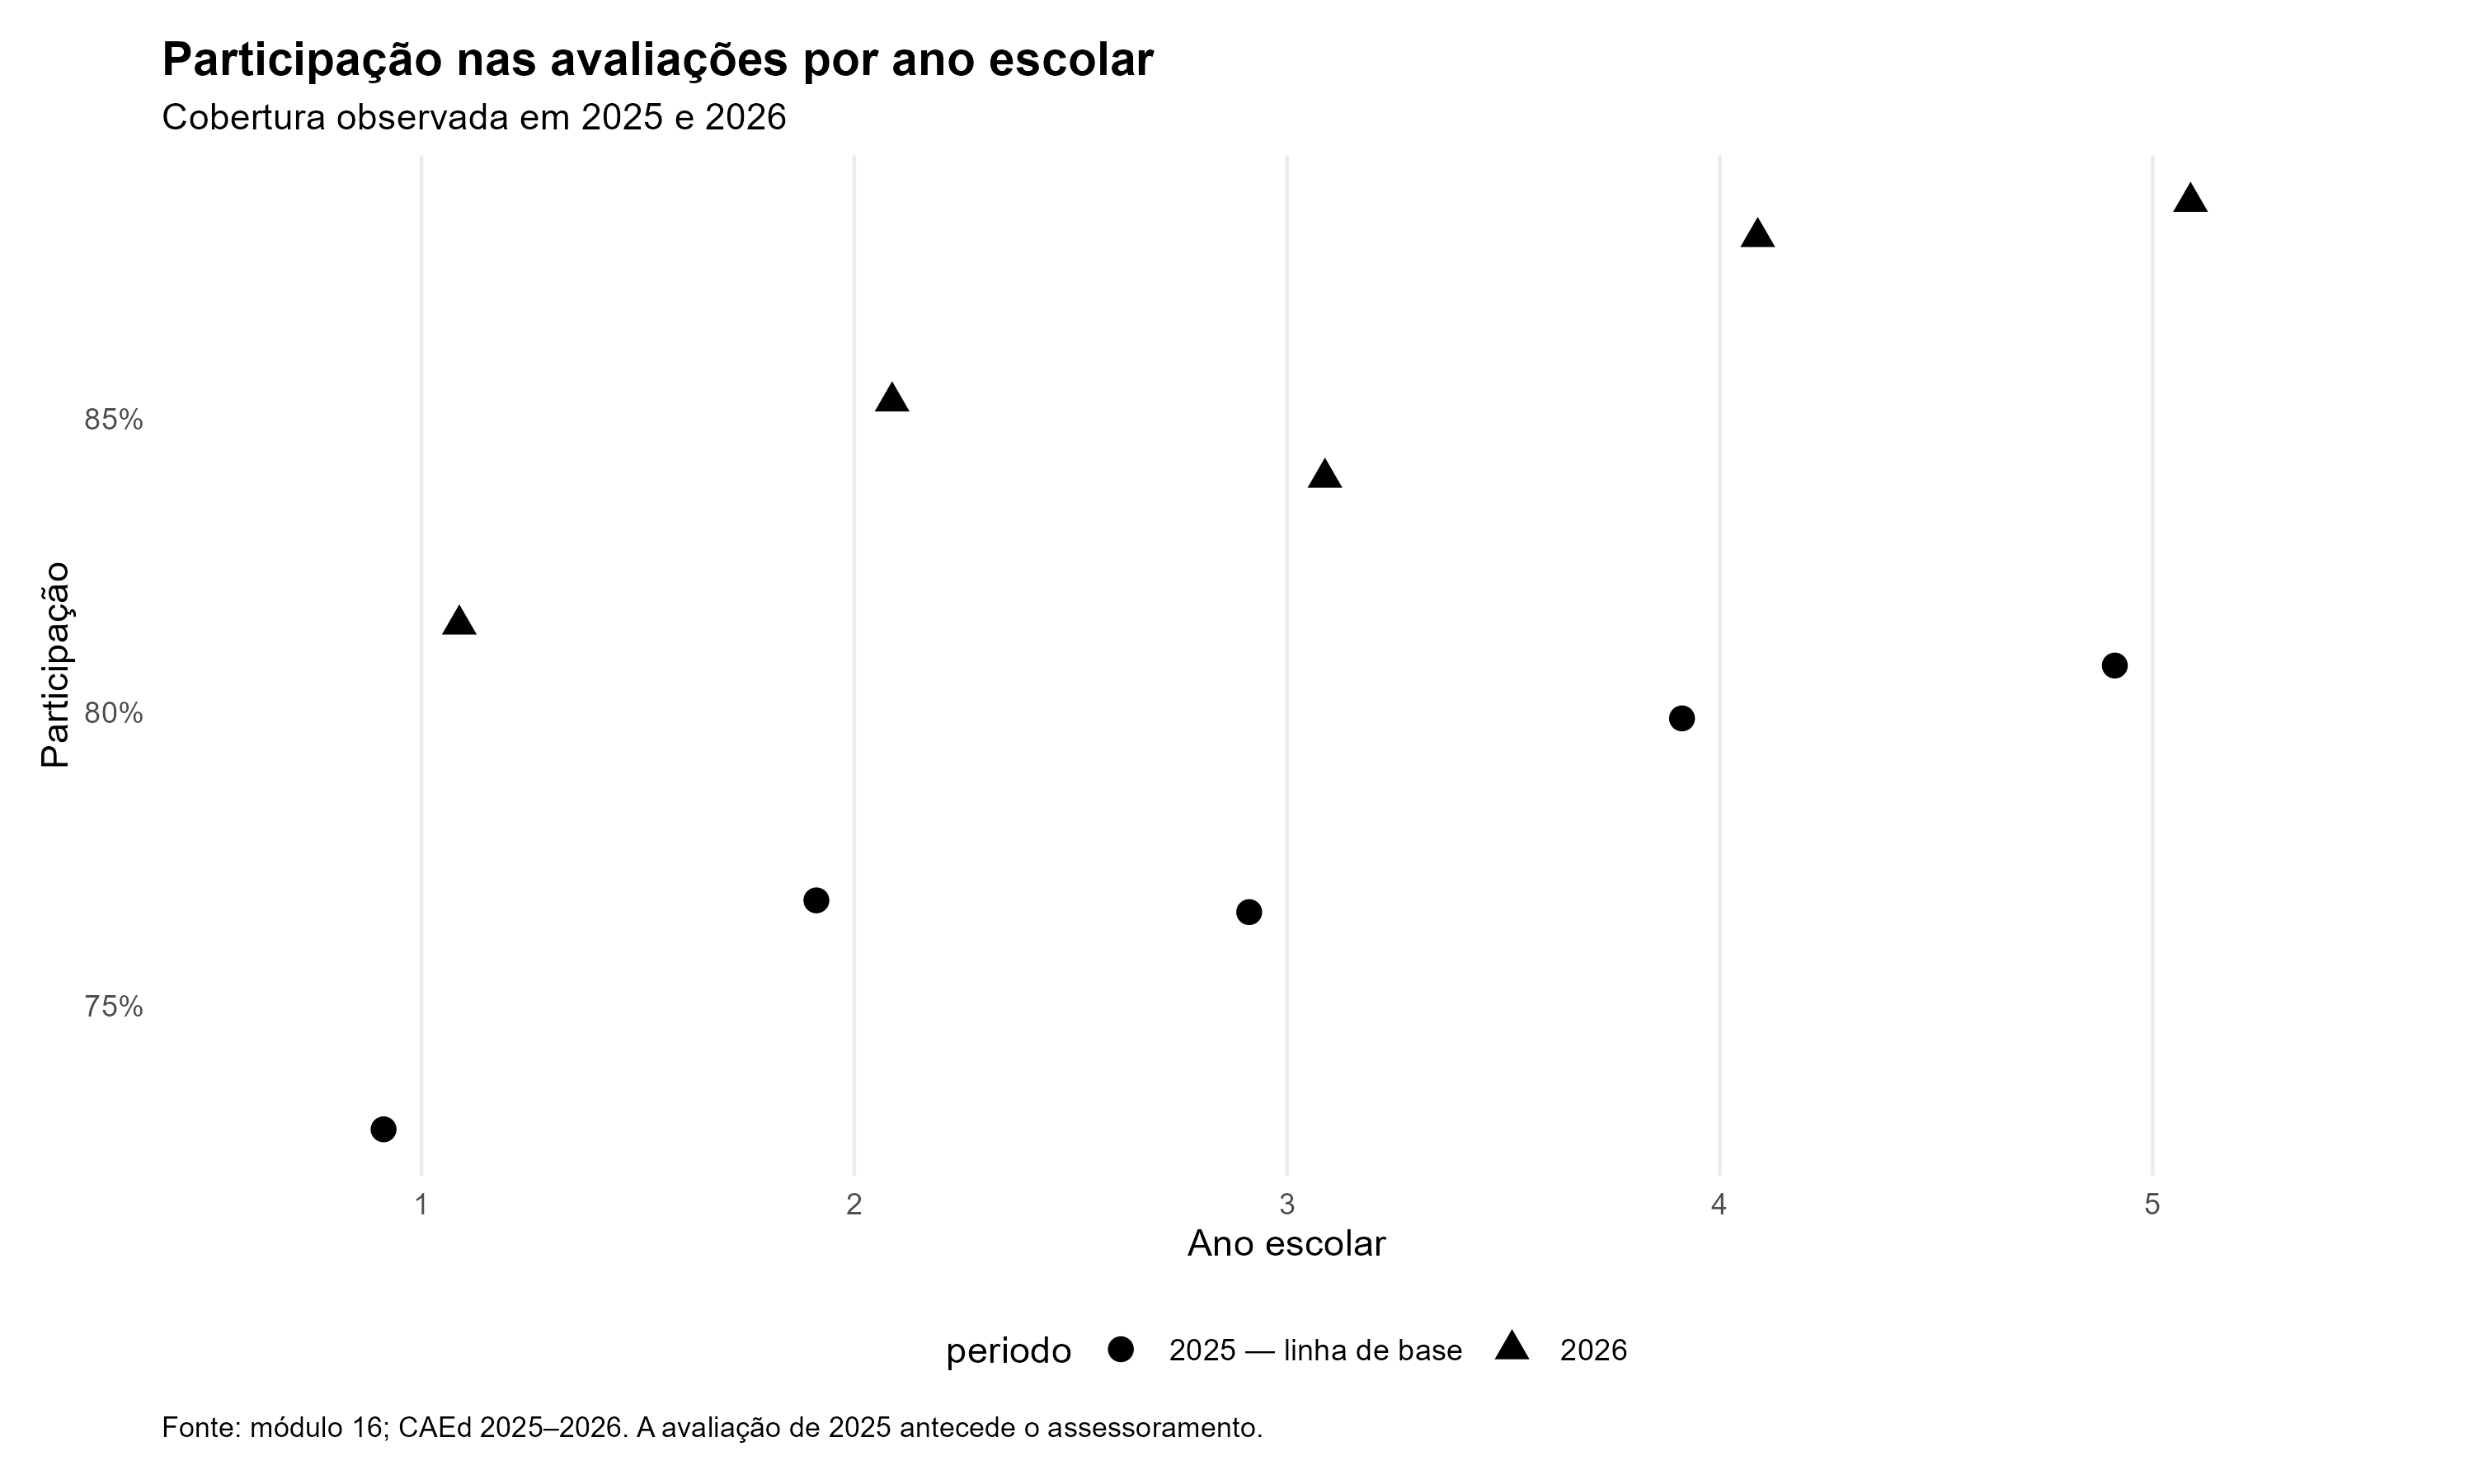 Participação nas avaliações por ano escolar
Cobertura observada em 2025 e 2026
Participação
85%
80%
75%
1 2 3 4 5
Ano escolar
periodo 2025 — linha de base 2026
Fonte: módulo 16; CAEd 2025–2026. A avaliação de 2025 antecede o assessoramento.